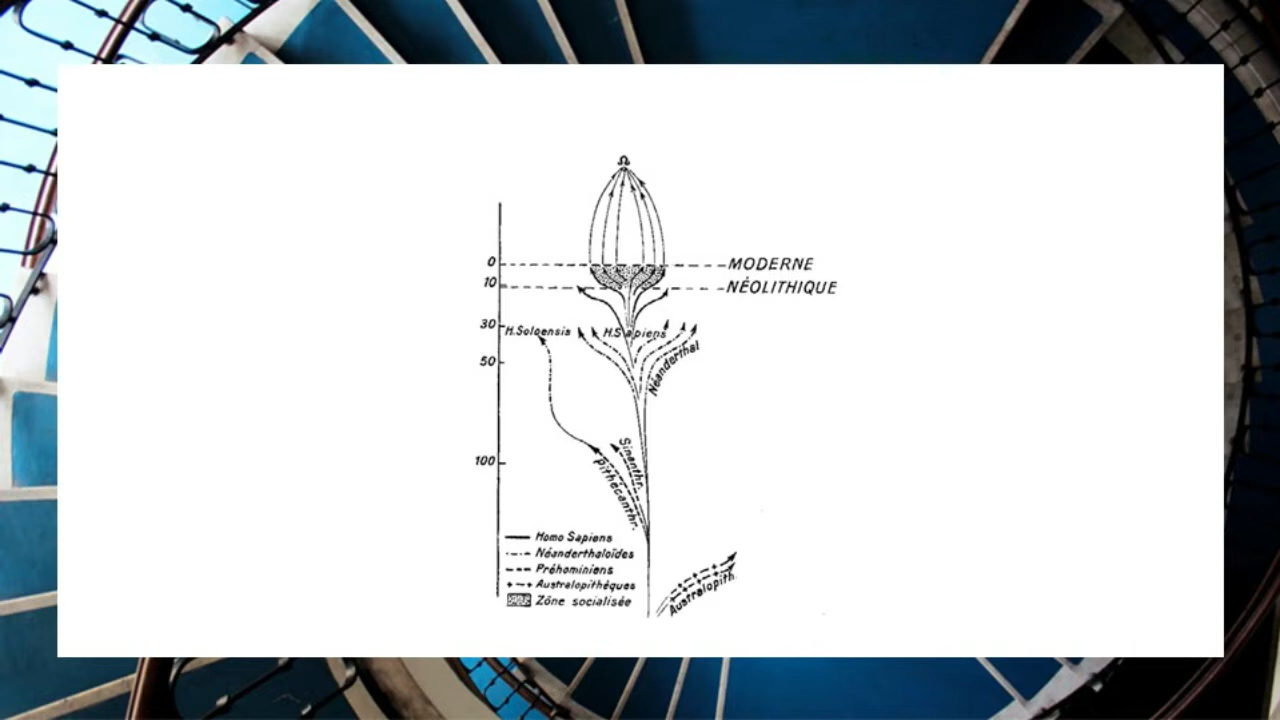 Ω
0
MODERNE
10
NÉOLITHIQUE
30
H.Soloensis
H.Sapiens
50
Néanderthal
100
Sinanthr.
Pithécanthr.
Homo Sapiens
Néanderthaloïdes
Préhominiens
Australopithéques
Zône socialisée
Australopith.